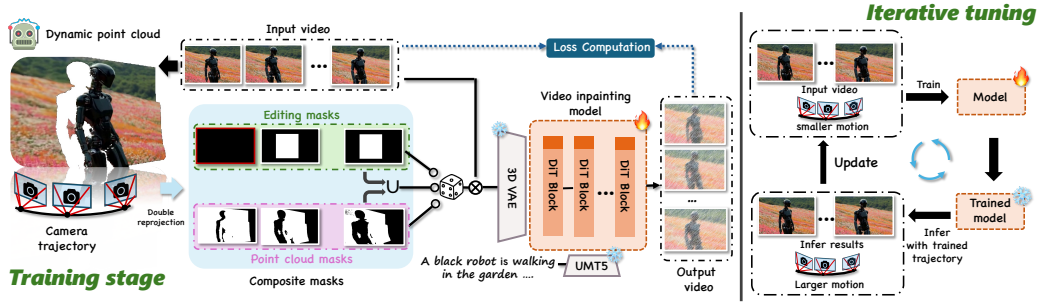 Iterative tuning
Dynamic point cloud
Input video
Loss Computation
Editing masks
Video inpainting
model
3D VAE
DiT Block
DiT Block
...
DiT Block
U
Double
reprojection
Camera
trajectory
Training stage
Point cloud masks
Composite masks
A black robot is walking
in the garden ....
UMT5
...
Output
video
Input video
smaller motion
Train
Model
Update
Trained
model
Infer
with trained
trajectory
Infer results
Larger motion